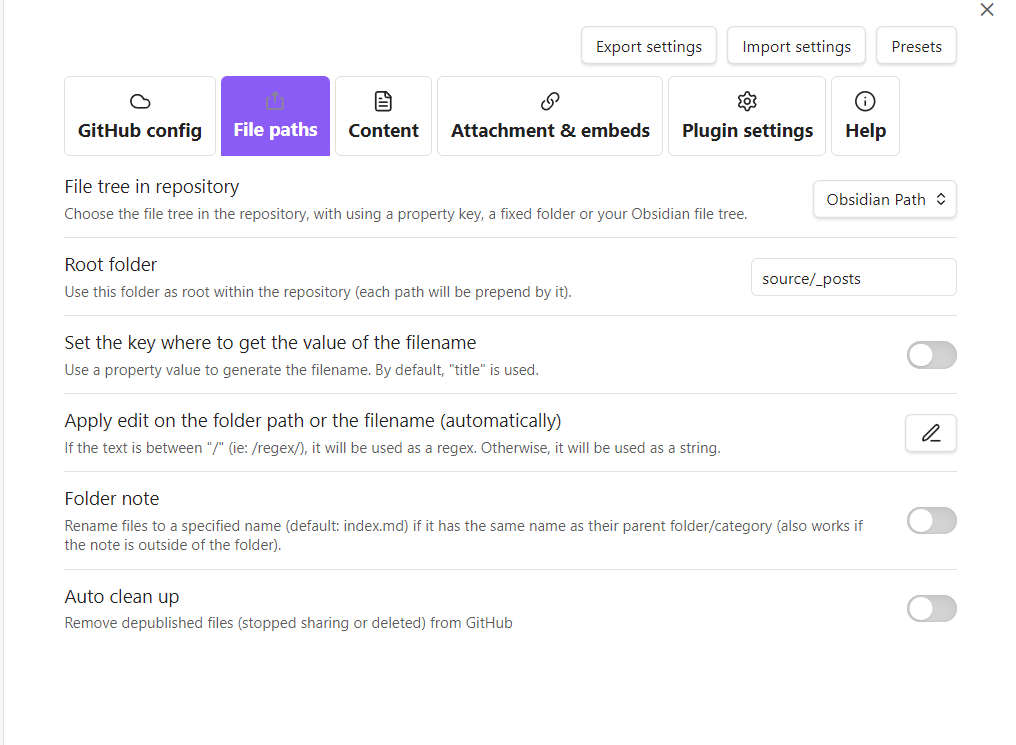 Export settings
Import settings
Presets
GitHub config
File paths
Content
Attachment & embeds
Plugin settings
Help
File tree in repository
Choose the file tree in the repository, with using a property key, a fixed folder or your Obsidian file tree.
Obsidian Path
Root folder
Use this folder as root within the repository (each path will be prepend by it).
source/_posts
Set the key where to get the value of the filename
Use a property value to generate the filename. By default, "title" is used.
Apply edit on the folder path or the filename (automatically)
If the text is between "/" (ie: /regex/), it will be used as a regex. Otherwise, it will be used as a string.
Folder note
Rename files to a specified name (default: index.md) if it has the same name as their parent folder/category (also works if
the note is outside of the folder).
Auto clean up
Remove depublished files (stopped sharing or deleted) from GitHub